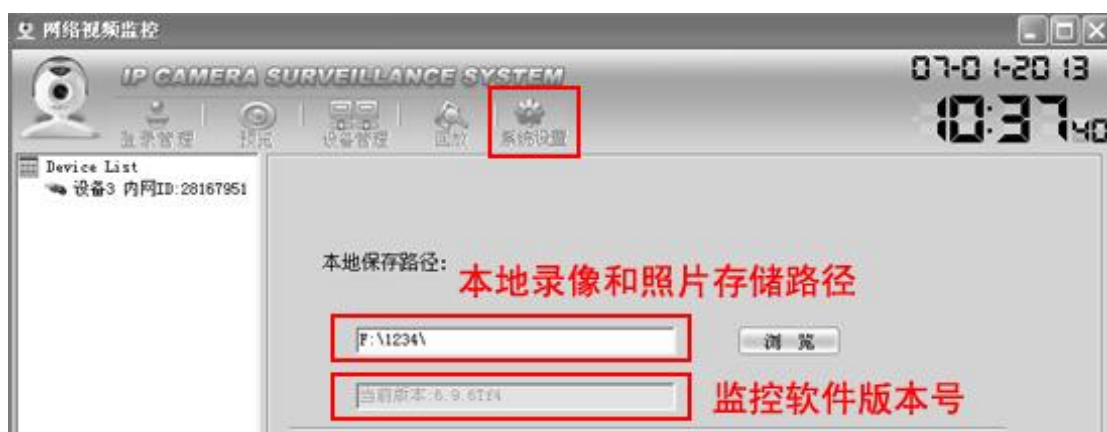 网络视频监控
IP CAMERA SURVEILLANCE SYSTEM
07-01-2013
登录管理 预览 设备管理 回放 系统设置
10:37 40
Device List
设备3 内网ID:28167951
本地保存路径:
本地录像和照片存储路径
F:\1234\
浏 览
当前版本:6.9.6Tf4
监控软件版本号